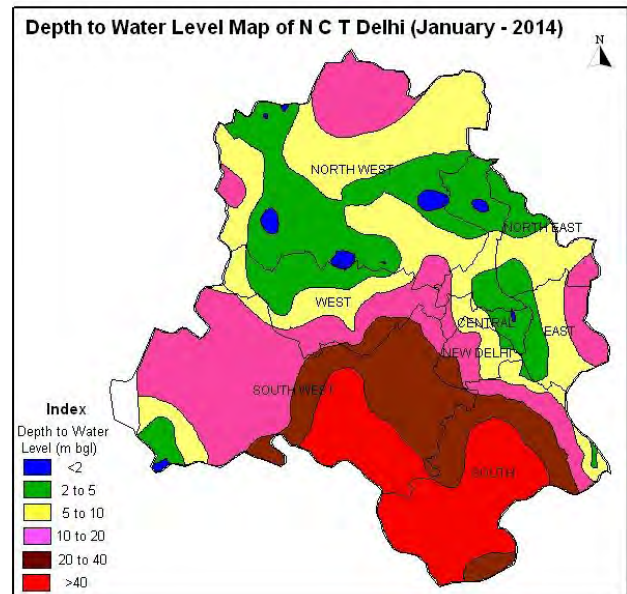 Depth to Water Level Map of N C T Delhi (January - 2014)
N
NORTH WEST
NORTH EAST
WEST
CENTRAL
EAST
NEW DELHI
SOUTH WEST
SOUTH
Index
Depth to Water
Level (m bgl)
<2
2 to 5
5 to 10
10 to 20
20 to 40
>40